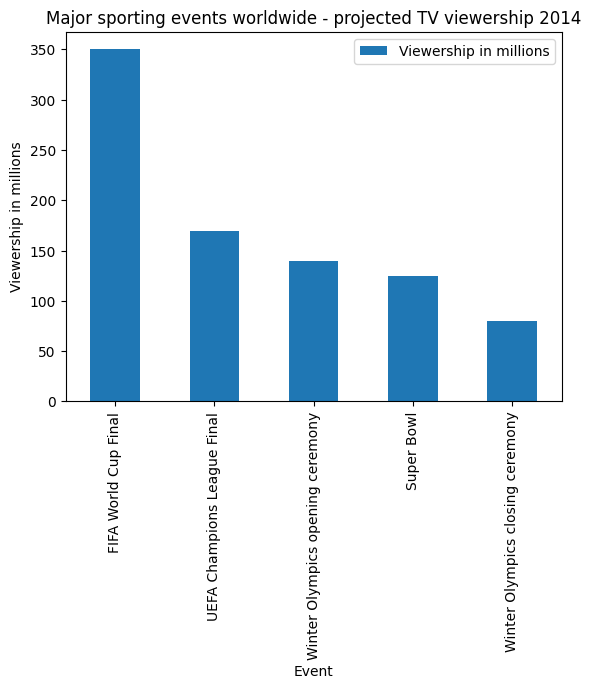 Major sporting events worldwide - projected TV viewership 2014
Viewership in millions
Viewership in millions
350
300
250
200
150
100
50
0
FIFA World Cup Final
UEFA Champions League Final
Winter Olympics opening ceremony
Super Bowl
Winter Olympics closing ceremony
Event